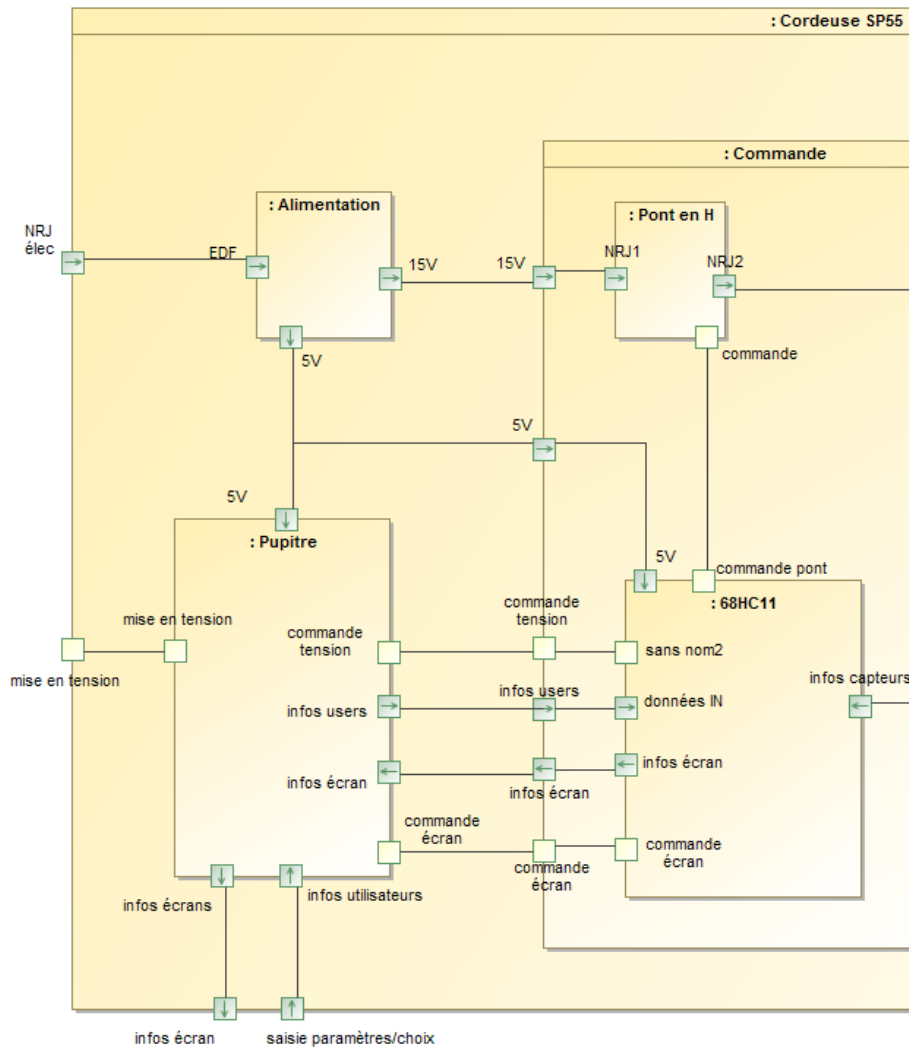 : Cordeuse SP55
: Commande
: Alimentation
: Pont en H
NRJ
élec
EDF
15V
15V
NRJ1
NRJ2
5V
commande
5V
5V
: Pupitre
5V
commande pont
: 68HC11
mise en tension
mise en tension
commande
tension
commande
tension
sans nom2
infos capteurs
infos users
infos users
données IN
infos écran
infos écran
infos écran
commande
écran
commande
écran
commande
écran
infos écrans
infos utilisateurs
infos écran
saisie paramètres/choix